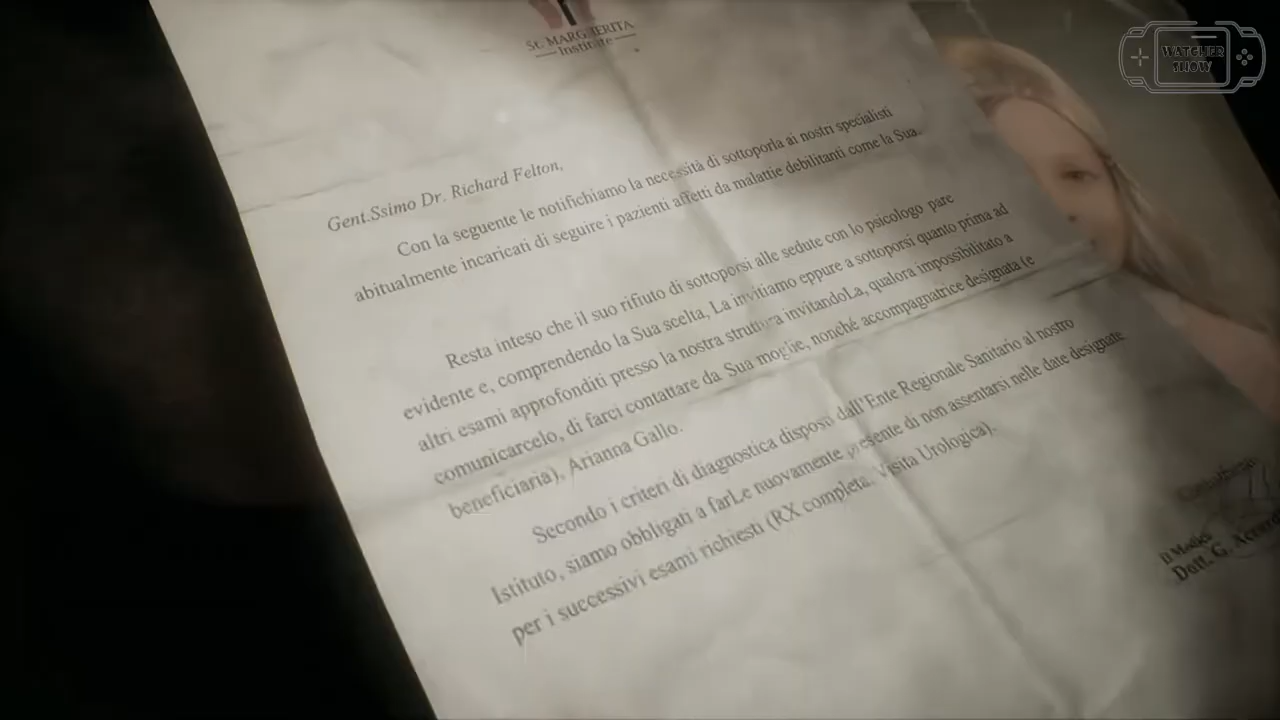 WATCHER
SHOW
St. MARGHERITA
Institute
Gent.Ssimo Dr. Richard Felton,
Con la seguente le notifichiamo la necessità di sottoporla ai nostri specialisti
abitualmente incaricati di seguire i pazienti affetti da malattie debilitanti come la Sua.
Resta inteso che il suo rifiuto di sottoporsi alle sedute con lo psicologo pare
evidente e, comprendendo la Sua scelta, La invitiamo eppure a sottoporsi quanto prima ad
altri esami approfonditi presso la nostra struttura invitandoLa, qualora impossibilitato a
comunicarcelo, di farci contattare da Sua moglie, nonché accompagnatrice designata (e
beneficiaria), Arianna Gallo.
Secondo i criteri di diagnostica disposti dall'Ente Regionale Sanitario al nostro
Istituto, siamo obbligati a farLe nuovamente presente di non assentarsi nelle date designate
per i successivi esami richiesti (RX completa, Visita Urologica).
Il Medico
Dott. G.